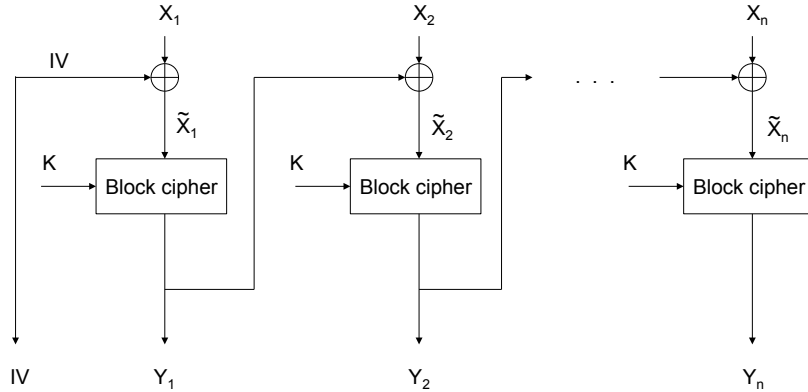 X₁ X₂ Xₙ
IV . . .
X̃₁ X̃₂ X̃ₙ
K K K
Block cipher Block cipher Block cipher
IV Y₁ Y₂ Yₙ